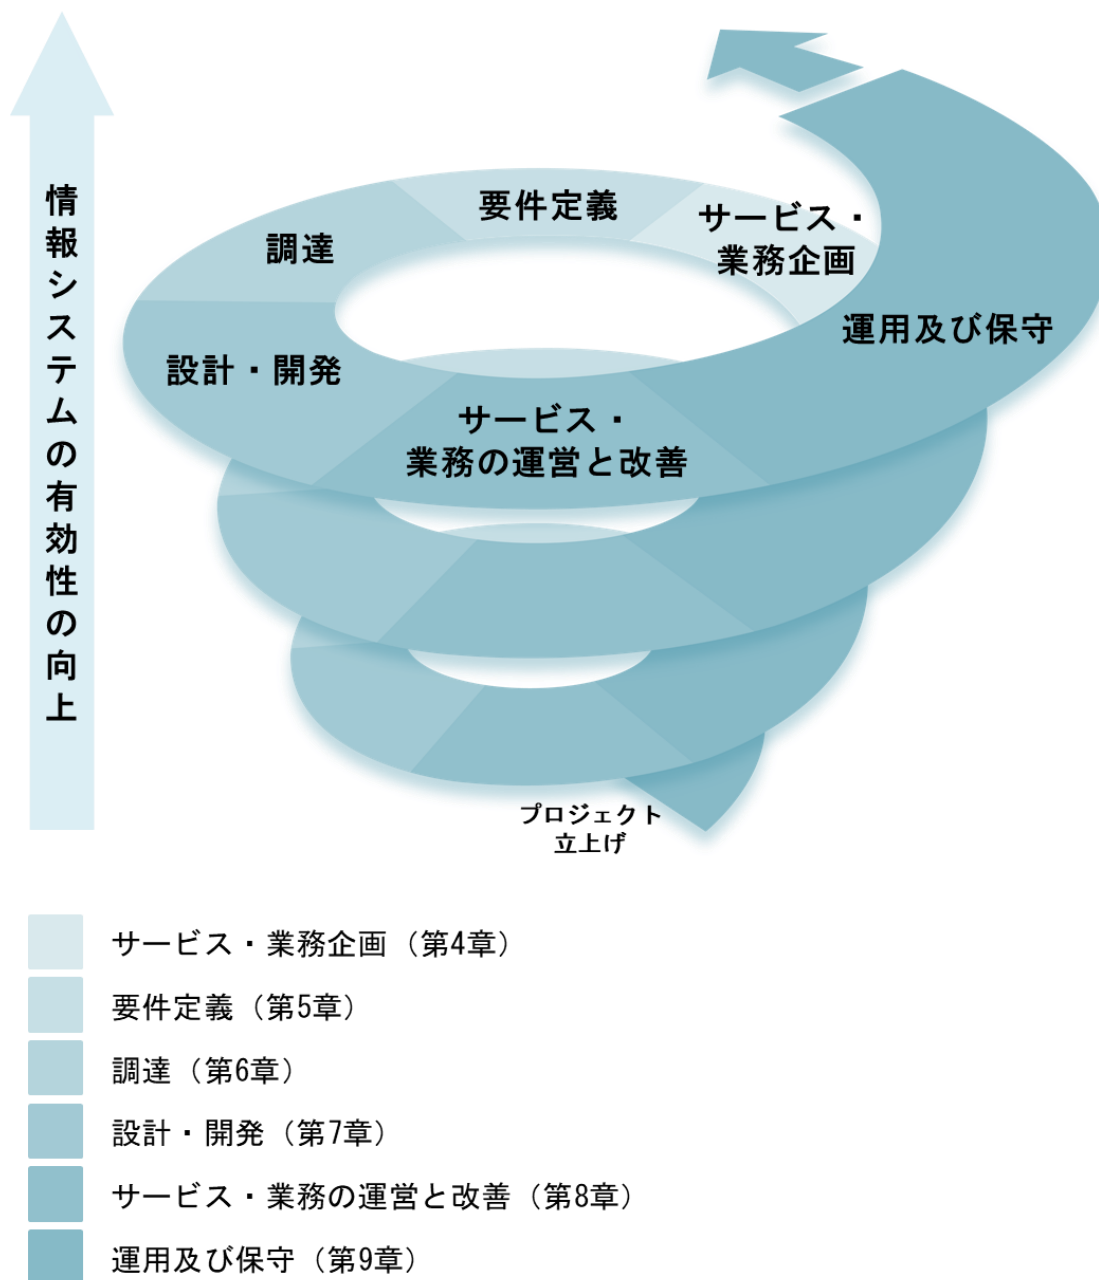 情報システムの有効性の向上
要件定義
サービス・
業務企画
調達
運用及び保守
設計・開発
サービス・
業務の運営と改善
プロジェクト
立上げ
サービス・業務企画（第4章）
要件定義（第5章）
調達（第6章）
設計・開発（第7章）
サービス・業務の運営と改善（第8章）
運用及び保守（第9章）